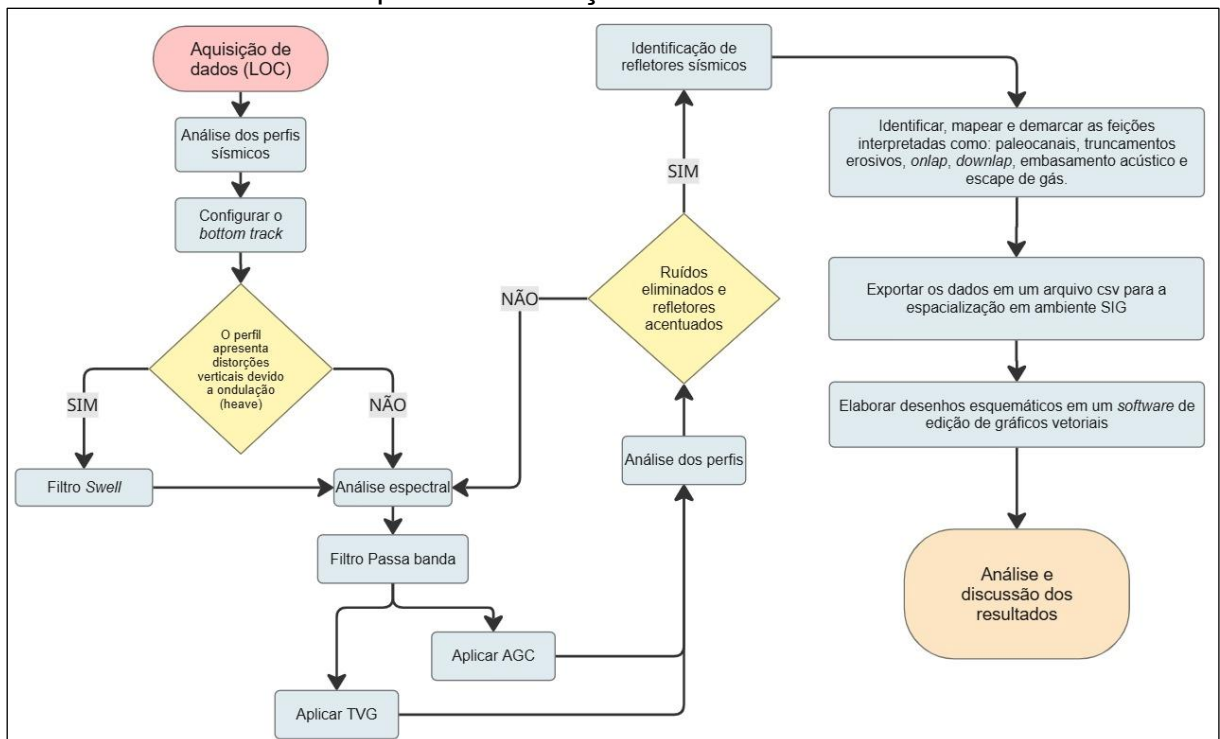 Aquisição de
dados (LOC)
Análise dos perfis
sísmicos
Configurar o
bottom track
O perfil
apresenta
distorções
verticais devido
a ondulação
(heave)
SIM
NÃO
Filtro Swell
Análise espectral
Filtro Passa banda
Aplicar AGC
Aplicar TVG
Análise dos perfis
Ruídos
eliminados e
refletores
acentuados
NÃO
SIM
Identificação de
refletores sísmicos
Identificar, mapear e demarcar as feições
interpretadas como: paleocanais, truncamentos
erosivos, onlap, downlap, embasamento acústico e
escape de gás.
Exportar os dados em um arquivo csv para a
espacialização em ambiente SIG
Elaborar desenhos esquemáticos em um software de
edição de gráficos vetoriais
Análise e
discussão dos
resultados